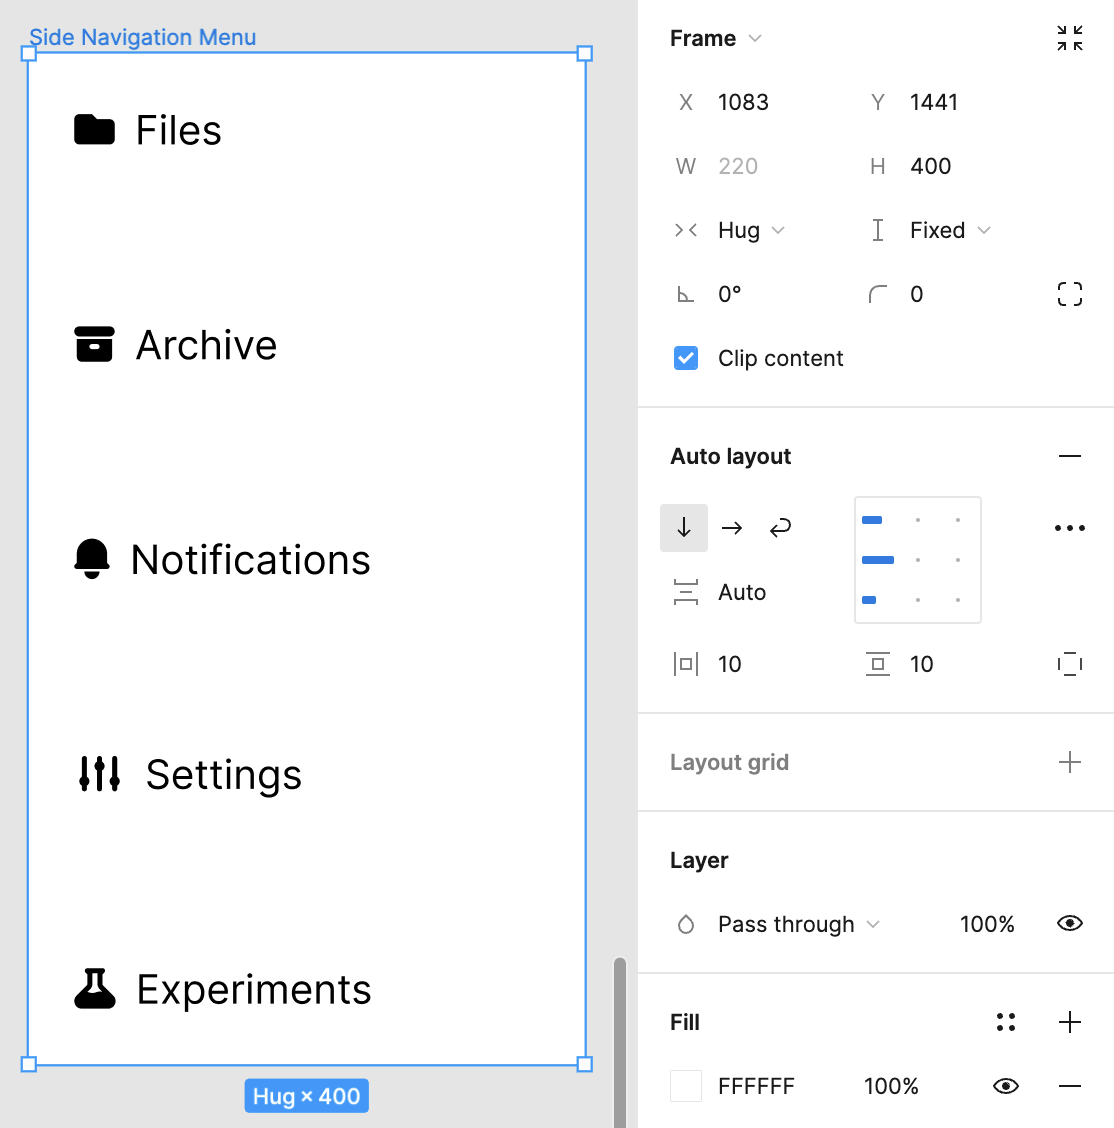 Side Navigation Menu
Files
Archive
Notifications
Settings
Experiments
Hug × 400
Frame
X 1083 Y 1441
W 220 H 400
Hug Fixed
0° 0
Clip content
Auto layout
Auto
10 10
Layout grid
Layer
Pass through 100%
Fill
FFFFFF 100%